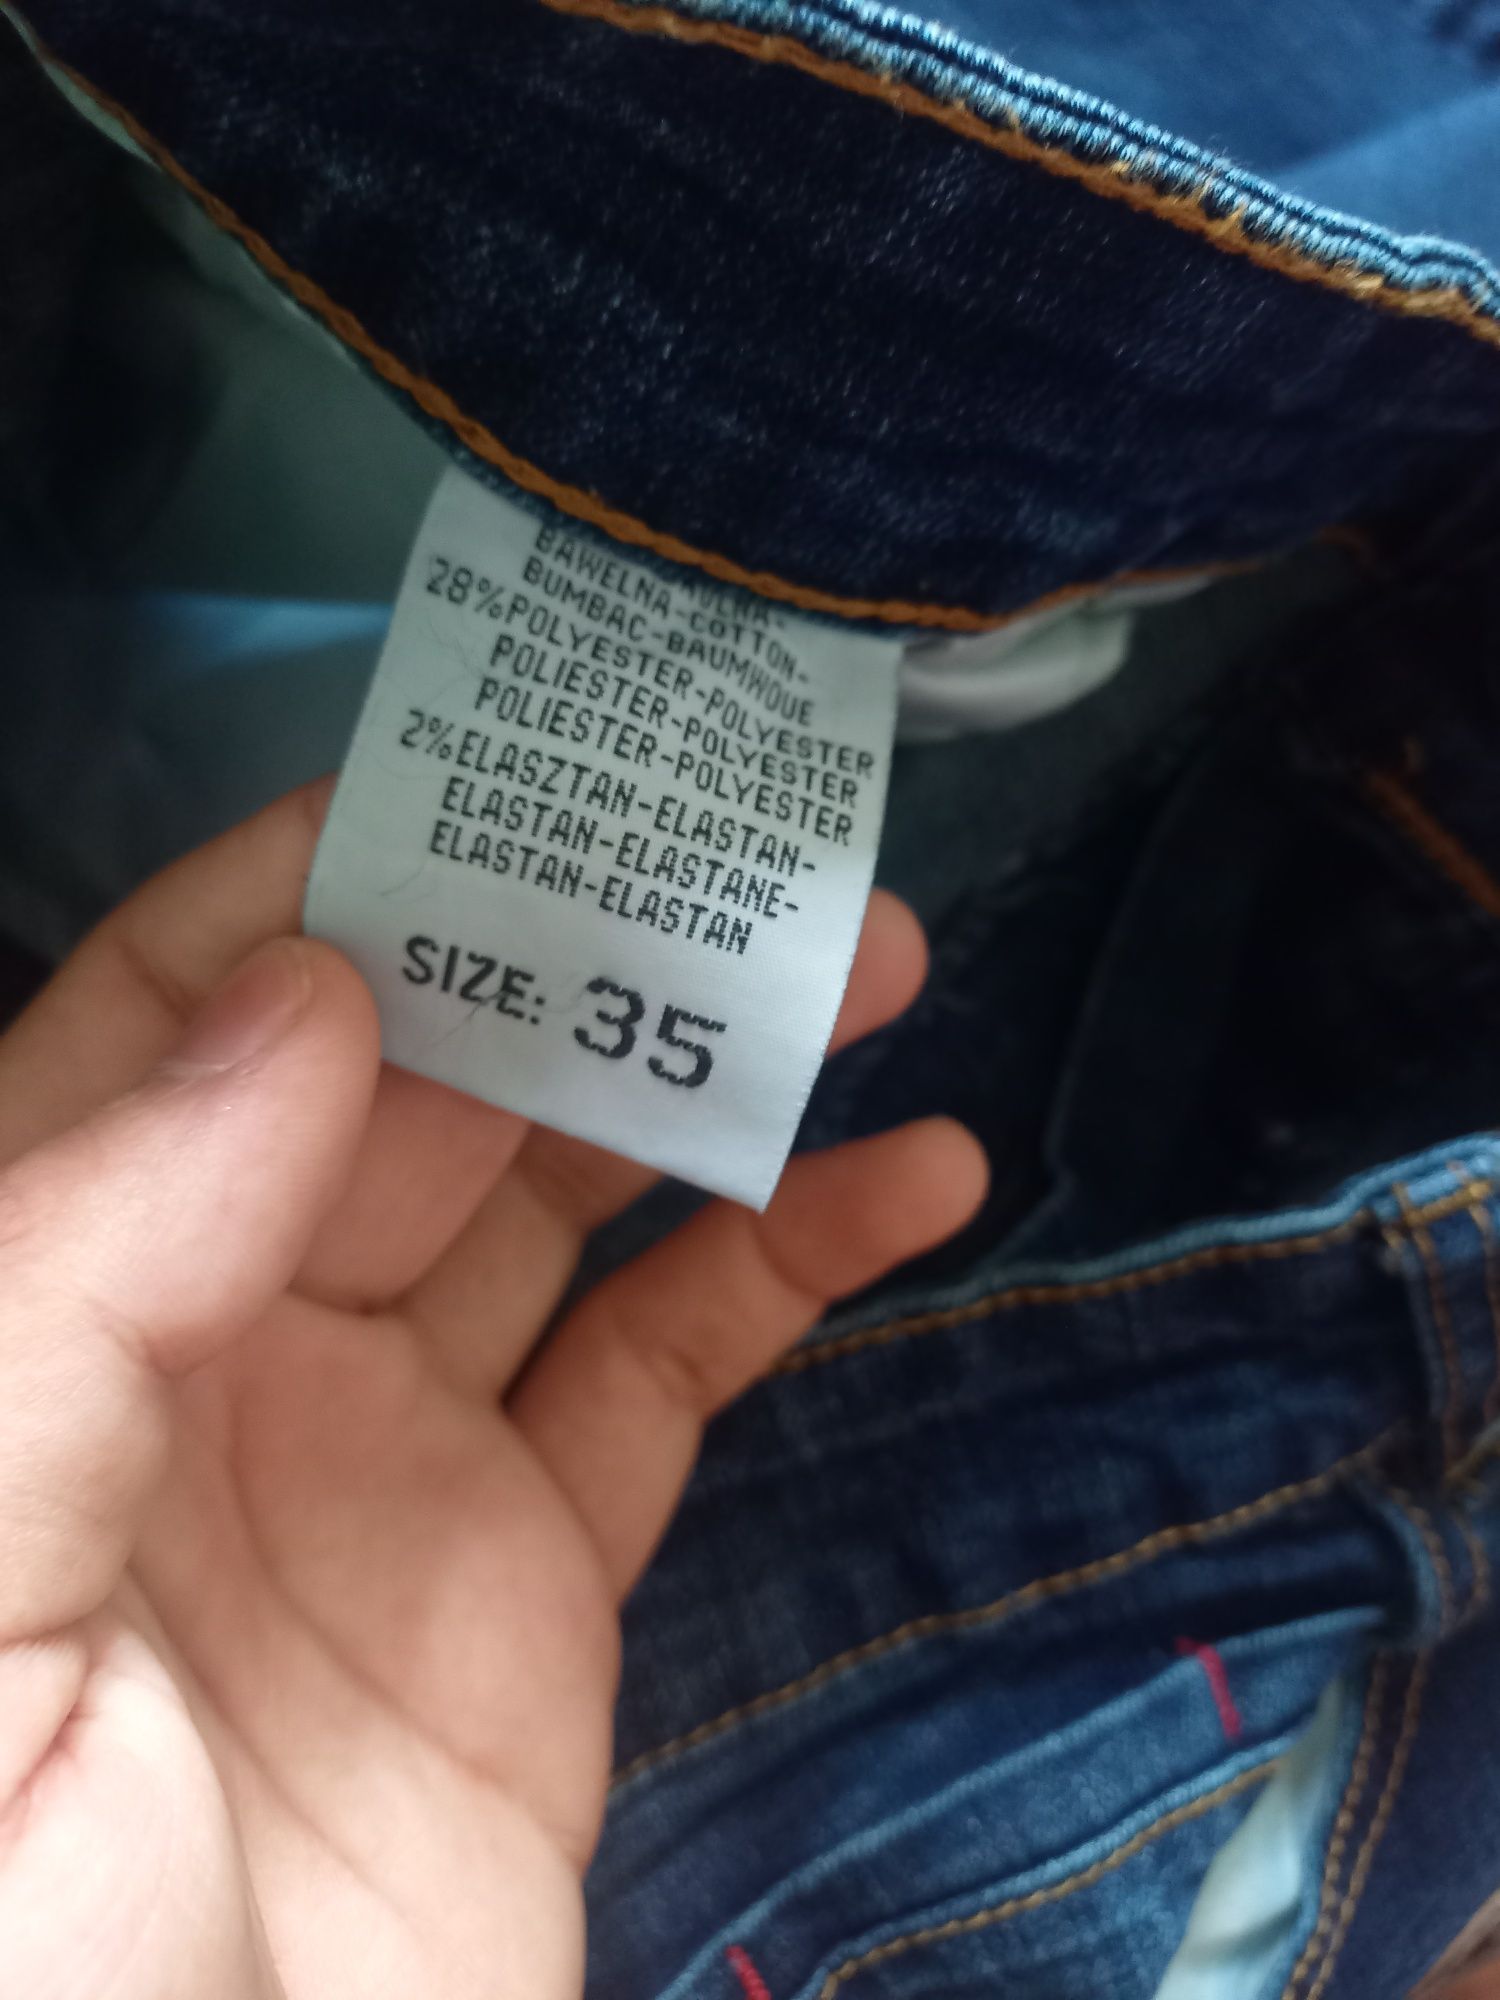 BAWELNA-COTTON-
BUMBAC-BAUMWOUE
28%POLYESTER-POLYESTER
POLIESTER-POLYESTER
POLIESTER-POLYESTER
2%ELASZTAN-ELASTAN-
ELASTAN-ELASTANE-
ELASTAN-ELASTAN
SIZE: 35